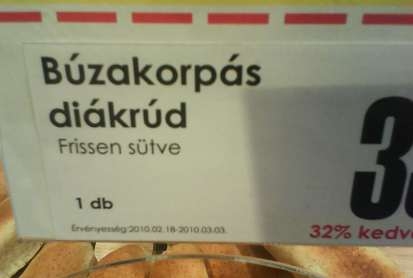 Búzakorpás
diákrúd
Frissen sütve
1 db
Érvényesség:2010.02.18-2010.03.03.
32%